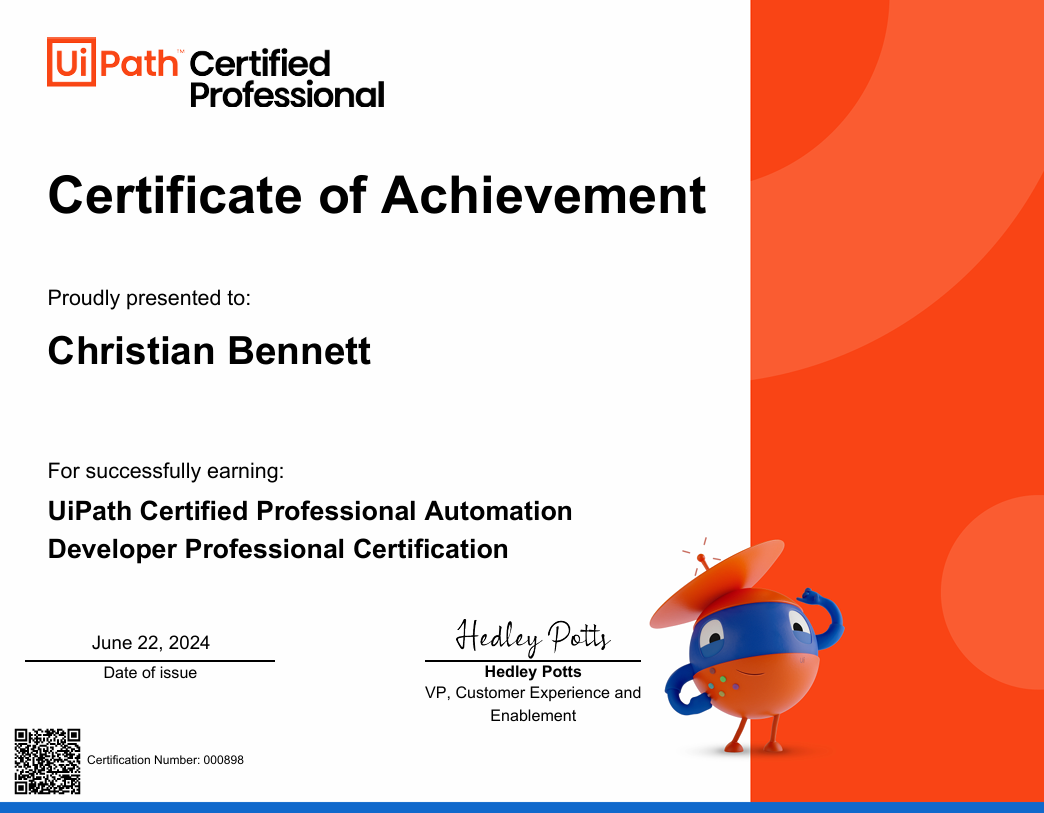 UiPath™ Certified
Professional
Certificate of Achievement
Proudly presented to:
Christian Bennett
For successfully earning:
UiPath Certified Professional Automation
Developer Professional Certification
June 22, 2024
Date of issue
Hedley Potts
Hedley Potts
VP, Customer Experience and
Enablement
Certification Number: 000898